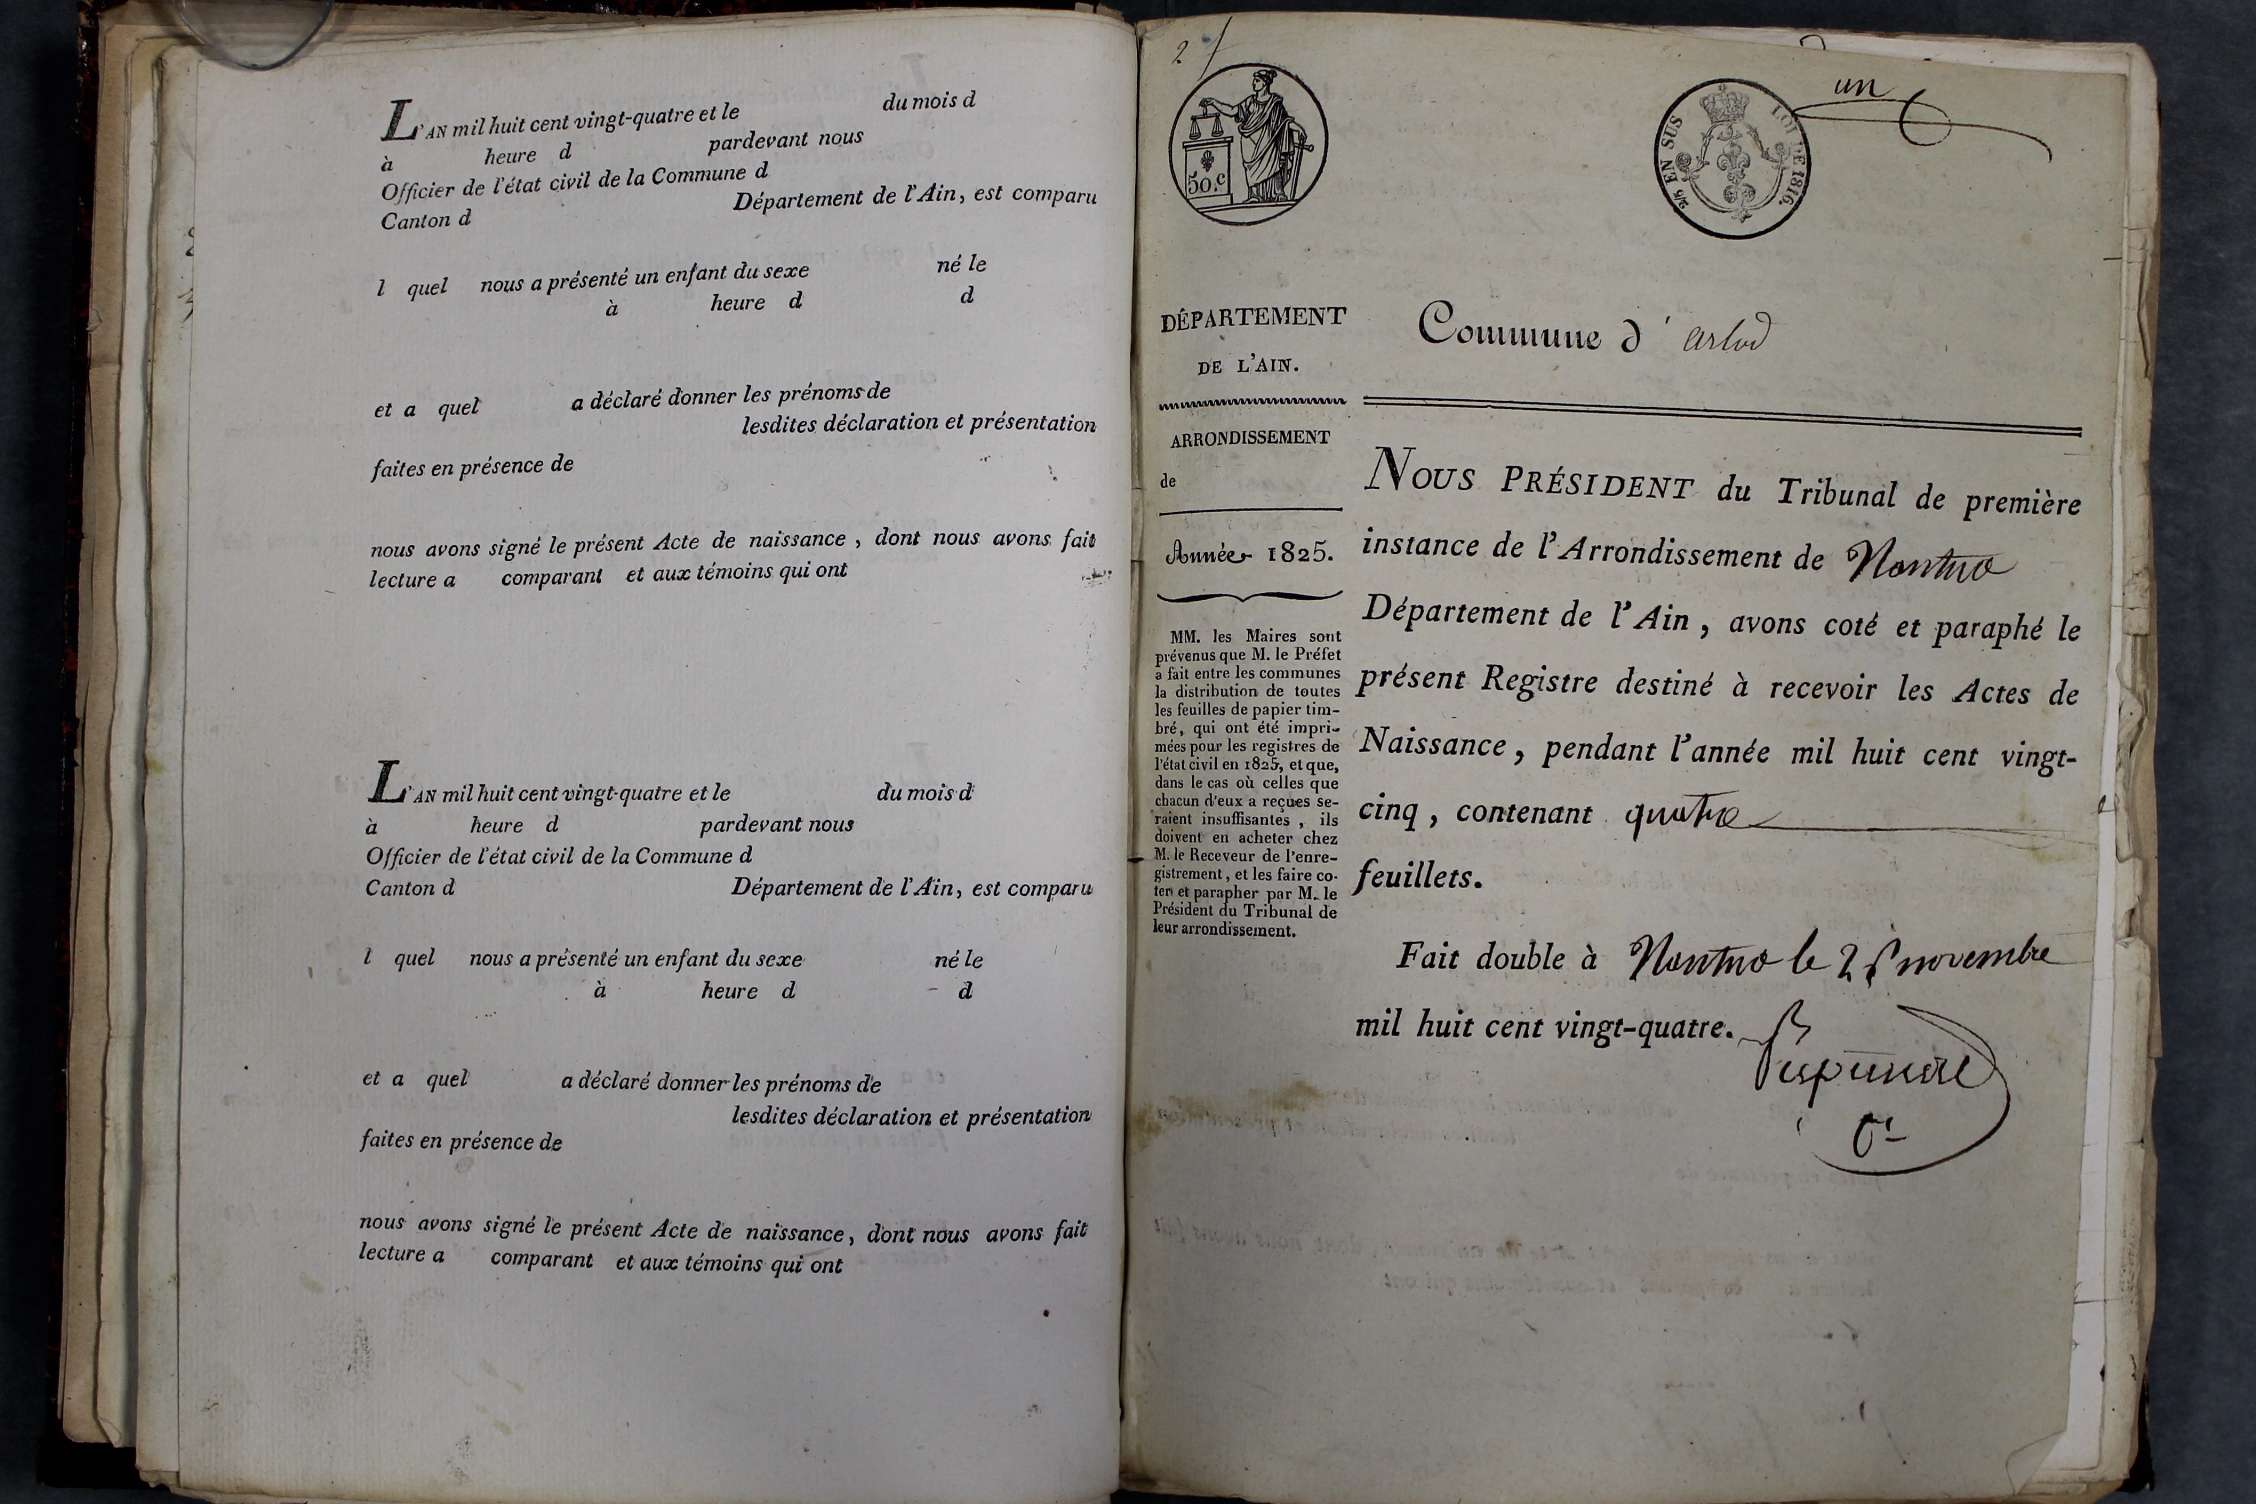 L'AN mil huit cent vingt-quatre et le du mois d
à heure d pardevant nous
Officier de l'état civil de la Commune d
Canton d Département de l'Ain, est comparu
l quel nous a présenté un enfant du sexe né le
à heure d d
et a quel a déclaré donner les prénoms de
lesdites déclaration et présentation
faites en présence de
nous avons signé le présent Acte de naissance, dont nous avons fait
lecture a comparant et aux témoins qui ont
L'AN mil huit cent vingt-quatre et le du mois d
à heure d pardevant nous
Officier de l'état civil de la Commune d
Canton d Département de l'Ain, est comparu
l quel nous a présenté un enfant du sexe né le
à heure d d
et a quel a déclaré donner les prénoms de
lesdites déclaration et présentation
faites en présence de
nous avons signé le présent Acte de naissance, dont nous avons fait
lecture a comparant et aux témoins qui ont
2
50.c
EN SUS
LOI DE 1816.
un
DÉPARTEMENT
DE L'AIN.
ARRONDISSEMENT
de
Année 1825.
MM. les Maires sont
prévenus que M. le Préfet
a fait entre les communes
la distribution de toutes
les feuilles de papier tim-
bré, qui ont été impri-
mées pour les registres de
l'état civil en 1825, et que,
dans le cas où celles que
chacun d'eux a reçues se-
raient insuffisantes, ils
doivent en acheter chez
M. le Receveur de l'enre-
gistrement, et les faire co-
ter et parapher par M. le
Président du Tribunal de
leur arrondissement.
Commune d' arlod
NOUS PRÉSIDENT du Tribunal de première
instance de l'Arrondissement de Nantua
Département de l'Ain, avons coté et paraphé le
présent Registre destiné à recevoir les Actes de
Naissance, pendant l'année mil huit cent vingt-
cinq, contenant quatre
feuillets.
Fait double à Nantua le novembre
mil huit cent vingt-quatre.